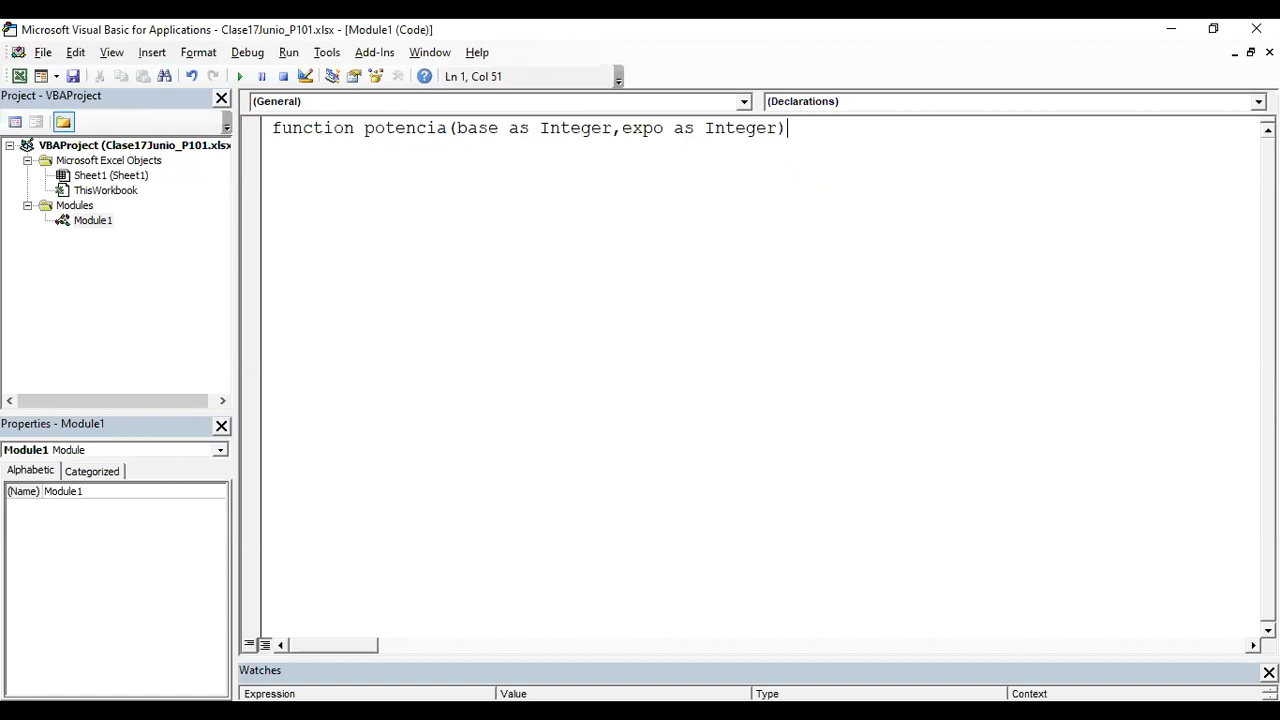 Microsoft Visual Basic for Applications - Clase17Junio_P101.xlsx - [Module1 (Code)]
File Edit View Insert Format Debug Run Tools Add-Ins Window Help
Ln 1, Col 51
Project - VBAProject
(General)
(Declarations)
function potencia(base as Integer,expo as Integer)
VBAProject (Clase17Junio_P101.xlsx
Microsoft Excel Objects
Sheet1 (Sheet1)
ThisWorkbook
Modules
Module1
Properties - Module1
Module1 Module
Alphabetic Categorized
(Name) Module1
Watches
Expression Value Type Context